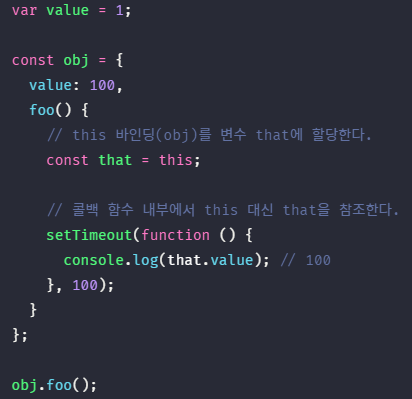 var value = 1;

const obj = {
  value: 100,
  foo() {
    // this 바인딩(obj)를 변수 that에 할당한다.
    const that = this;

    // 콜백 함수 내부에서 this 대신 that을 참조한다.
    setTimeout(function () {
      console.log(that.value); // 100
    }, 100);
  }
};

obj.foo();